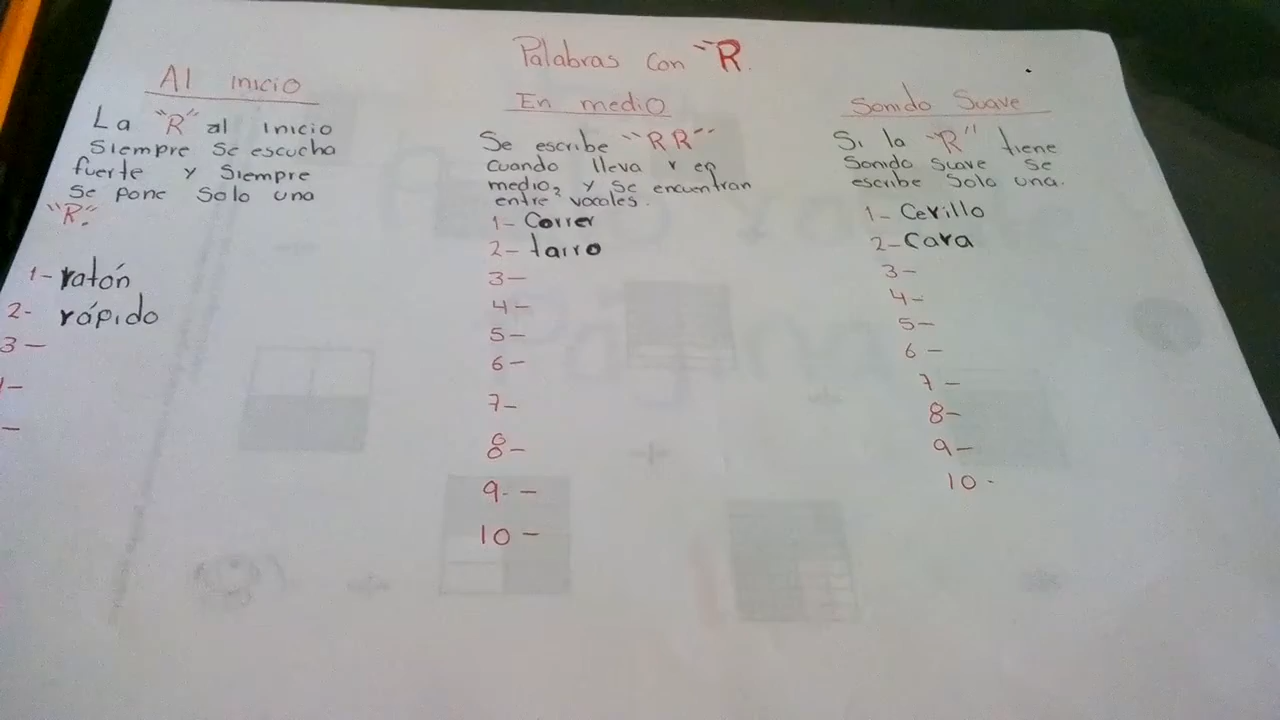 Palabras con "R.
Al inicio
La "R" al inicio
siempre se escucha
fuerte y siempre
se pone solo una
"R".
1- ratón
2- rápido
3-
-
-
En medio
Se escribe "RR"
cuando lleva r en
medio, y se encuentran
entre vocales.
1- Correr
2- tarro
3-
4-
5-
6-
7-
8-
9.-
10-
Sonido Suave
Si la "R" tiene
sonido suave se
escribe solo una.
1- Cerillo
2- Cara
3-
4-
5-
6-
7-
8-
9-
10-